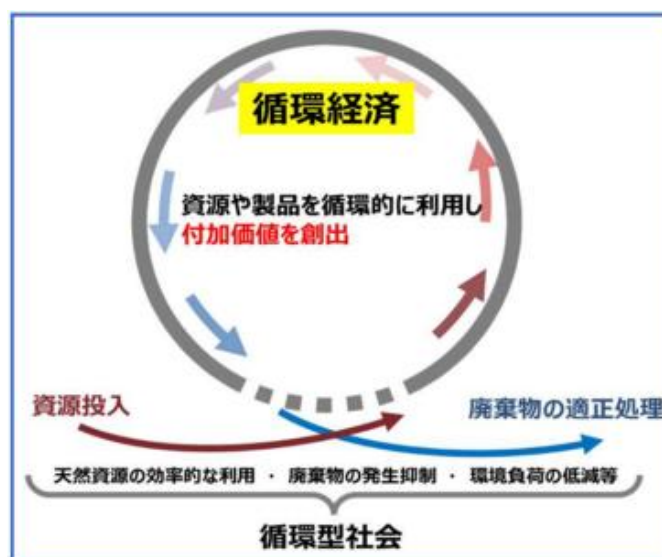 循環経済
資源や製品を循環的に利用し
付加価値を創出
資源投入
廃棄物の適正処理
天然資源の効率的な利用 ・ 廃棄物の発生抑制 ・ 環境負荷の低減等
循環型社会